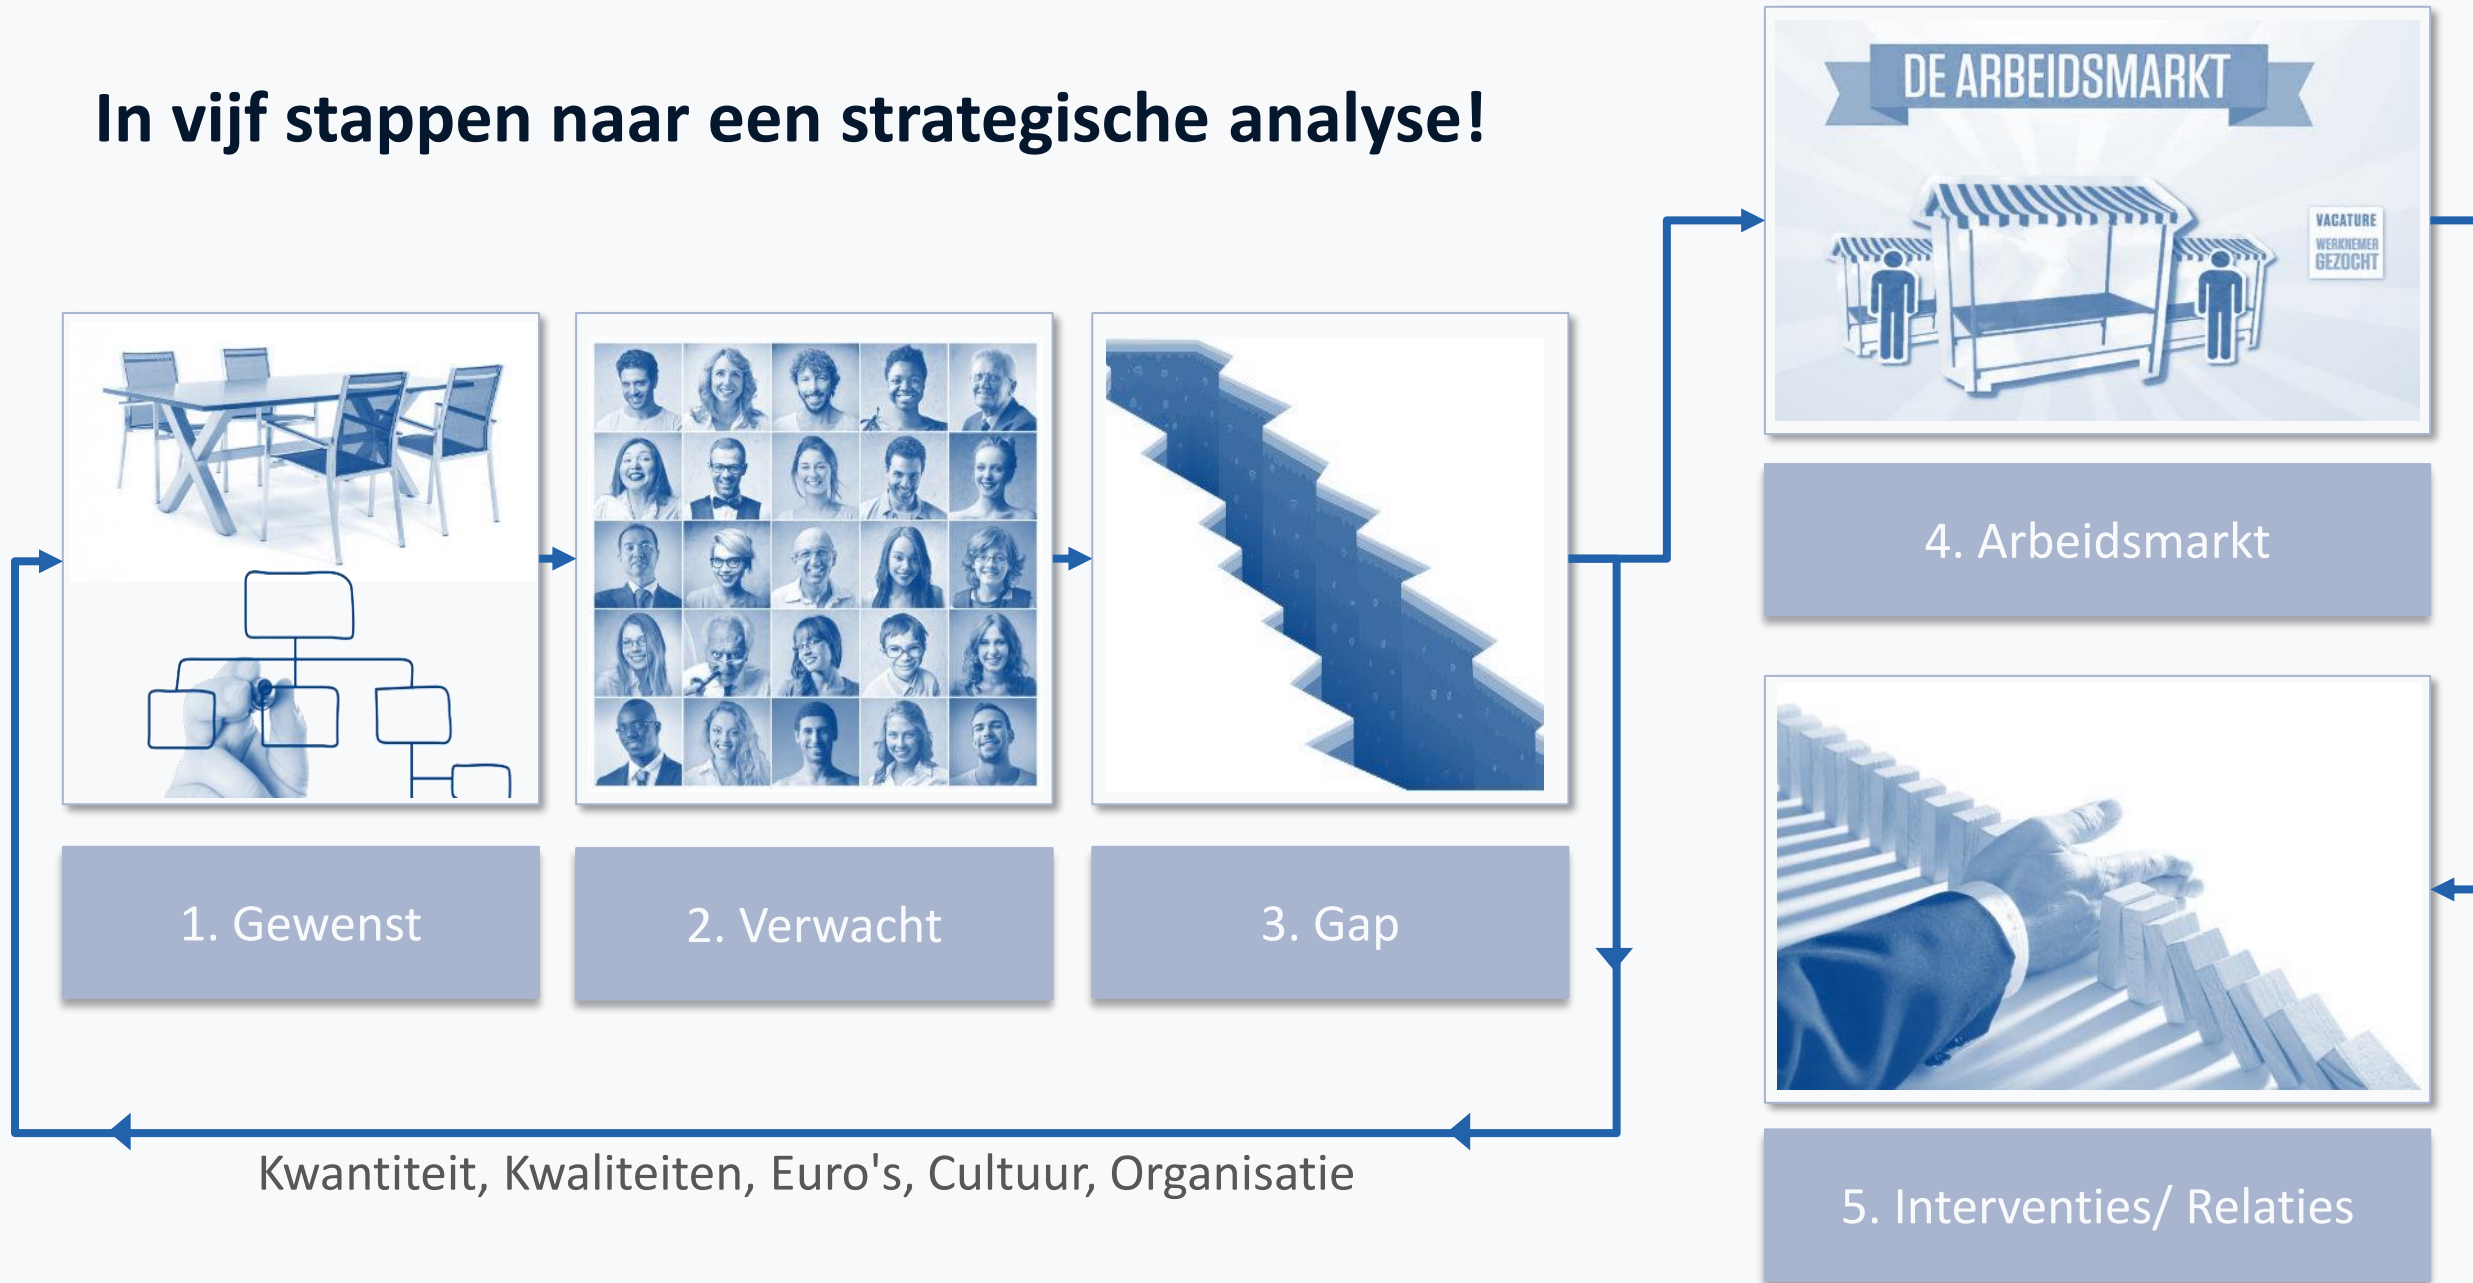 In vijf stappen naar een strategische analyse!
DE ARBEIDSMARKT
VACATURE
WERKNEMER
GEZOCHT
1. Gewenst
2. Verwacht
3. Gap
4. Arbeidsmarkt
Kwantiteit, Kwaliteiten, Euro's, Cultuur, Organisatie
5. Interventies/ Relaties